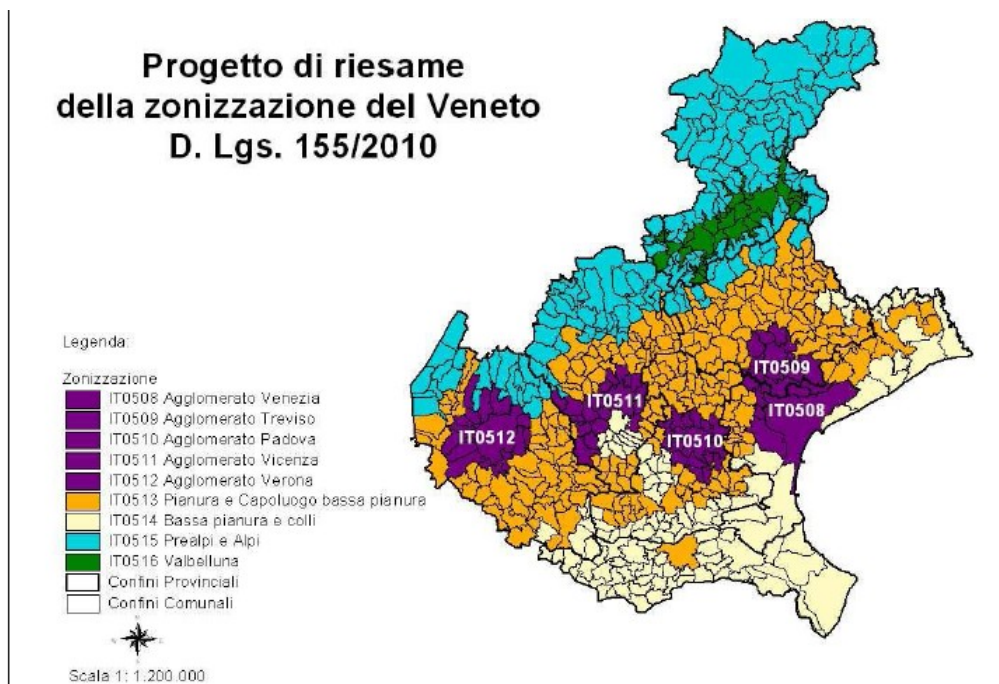 Progetto di riesame
della zonizzazione del Veneto
D. Lgs. 155/2010
Legenda:
Zonizzazione
IT0508 Agglomerato Venezia
IT0509 Agglomerato Treviso
IT0510 Agglomerato Padova
IT0511 Agglomerato Vicenza
IT0512 Agglomerato Verona
IT0513 Pianura e Capoluogo bassa pianura
IT0514 Bassa pianura e colli
IT0515 Prealpi e Alpi
IT0516 Valbelluna
Confini Provinciali
Confini Comunali
Scala 1: 1.200.000
IT0509
IT0511
IT0508
IT0512
IT0510